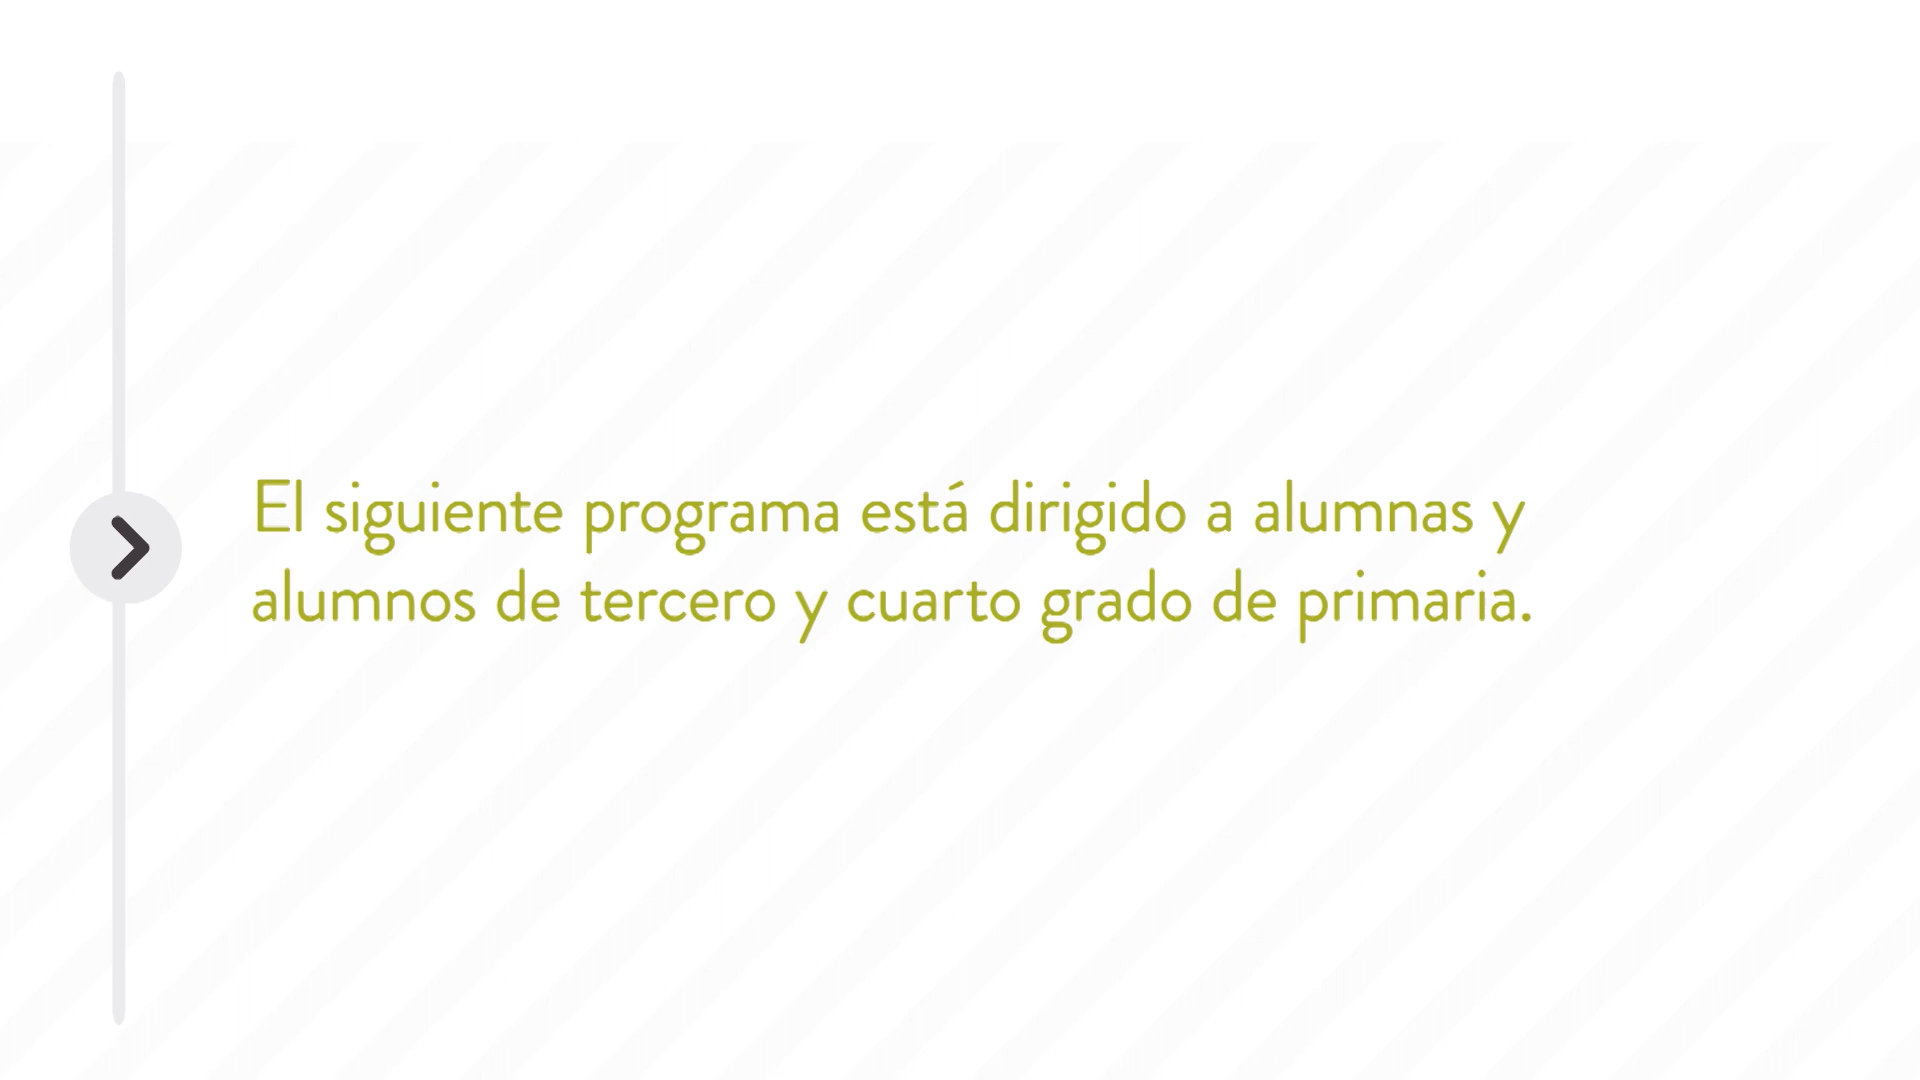 El siguiente programa está dirigido a alumnas y
alumnos de tercero y cuarto grado de primaria.